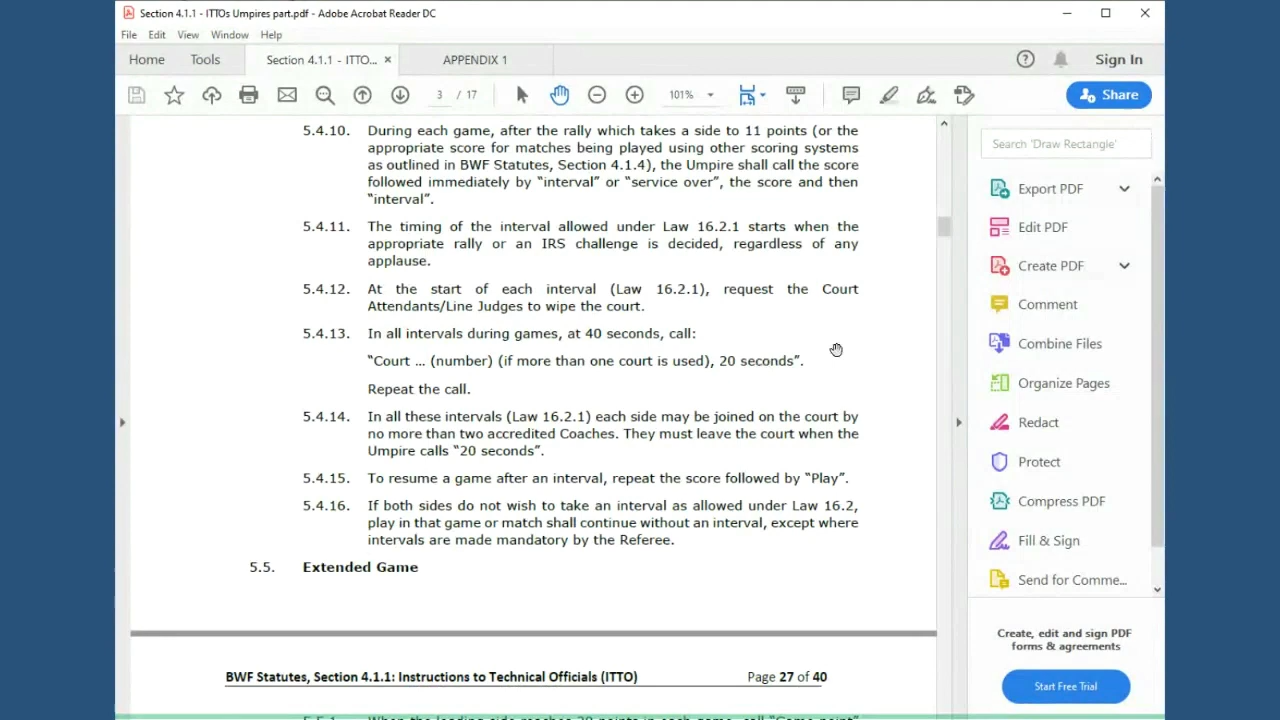 Section 4.1.1 - ITTOs Umpires part.pdf - Adobe Acrobat Reader DC
File Edit View Window Help
Home Tools Section 4.1.1 - ITTO... × APPENDIX 1 Sign In
3 / 17 101% Share
5.4.10. During each game, after the rally which takes a side to 11 points (or the
appropriate score for matches being played using other scoring systems
as outlined in BWF Statutes, Section 4.1.4), the Umpire shall call the score
followed immediately by “interval” or “service over”, the score and then
“interval”.
5.4.11. The timing of the interval allowed under Law 16.2.1 starts when the
appropriate rally or an IRS challenge is decided, regardless of any
applause.
5.4.12. At the start of each interval (Law 16.2.1), request the Court
Attendants/Line Judges to wipe the court.
5.4.13. In all intervals during games, at 40 seconds, call:
“Court ... (number) (if more than one court is used), 20 seconds”.
Repeat the call.
5.4.14. In all these intervals (Law 16.2.1) each side may be joined on the court by
no more than two accredited Coaches. They must leave the court when the
Umpire calls “20 seconds”.
5.4.15. To resume a game after an interval, repeat the score followed by “Play”.
5.4.16. If both sides do not wish to take an interval as allowed under Law 16.2,
play in that game or match shall continue without an interval, except where
intervals are made mandatory by the Referee.
5.5. Extended Game
BWF Statutes, Section 4.1.1: Instructions to Technical Officials (ITTO) Page 27 of 40
5.5.1. When the leading side reaches 20 points in each game, call “Game point”
Search 'Draw Rectangle'
Export PDF
Edit PDF
Create PDF
Comment
Combine Files
Organize Pages
Redact
Protect
Compress PDF
Fill & Sign
Send for Comme...
Create, edit and sign PDF
forms & agreements
Start Free Trial